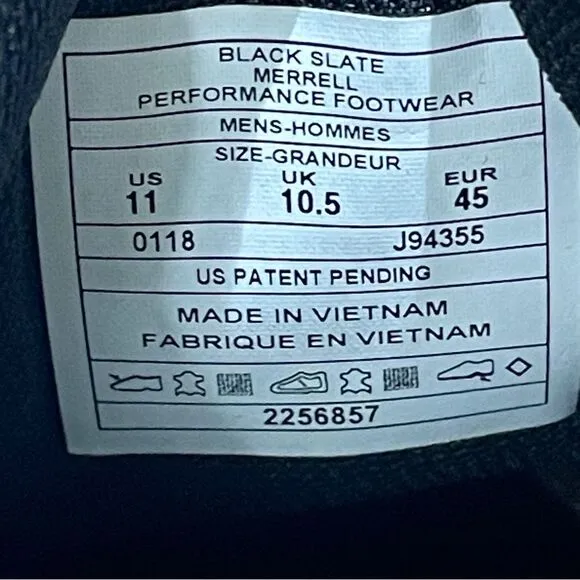 BLACK SLATE
MERRELL
PERFORMANCE FOOTWEAR
MENS-HOMMES
SIZE-GRANDEUR
US UK EUR
11 10.5 45
0118 J94355
US PATENT PENDING
MADE IN VIETNAM
FABRIQUE EN VIETNAM
2256857